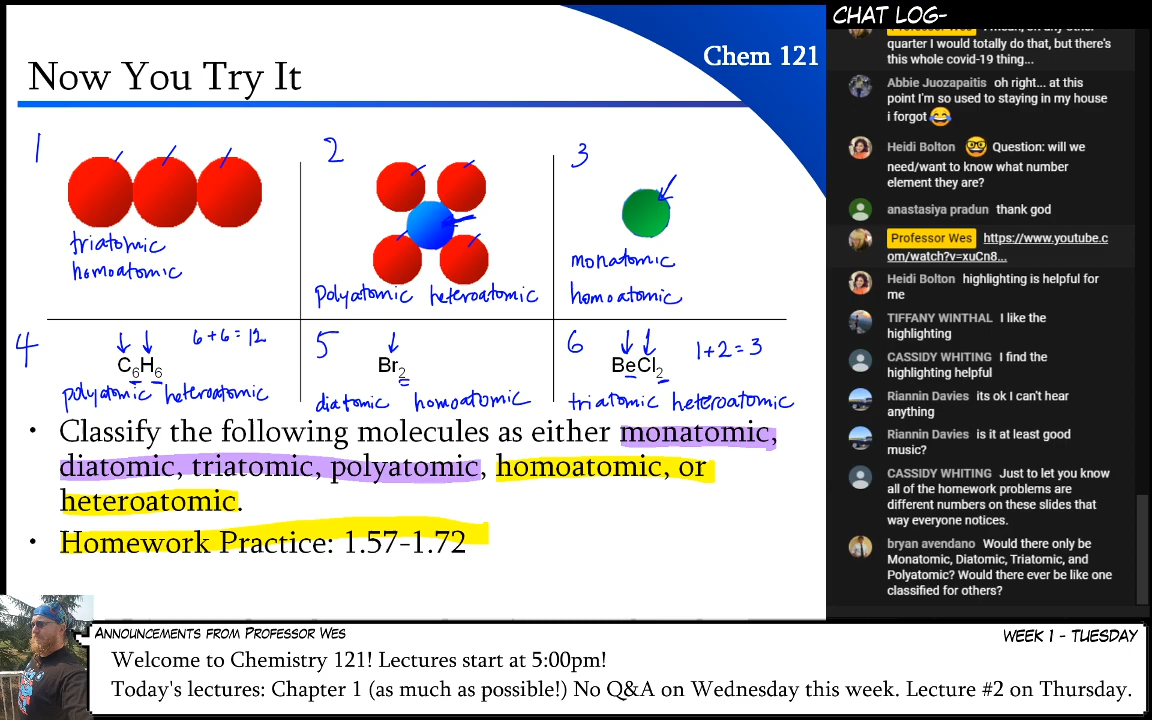 Now You Try It
Chem 121
1
triatomic
homoatomic
2
polyatomic heteroatomic
3
monatomic
homoatomic
4
6+6=12
C6H6
polyatomic heteroatomic
5
Br2
diatomic homoatomic
6
1+2=3
BeCl2
triatomic heteroatomic
• Classify the following molecules as either monatomic,
diatomic, triatomic, polyatomic, homoatomic, or
heteroatomic.
• Homework Practice: 1.57-1.72
CHAT LOG-
quarter I would totally do that, but there's
this whole covid-19 thing...
Abbie Juozapaitis oh right... at this
point I'm so used to staying in my house
i forgot 😂
Heidi Bolton 🤓 Question: will we
need/want to know what number
element they are?
anastasiya pradun thank god
Professor Wes https://www.youtube.c
om/watch?v=xuCn8...
Heidi Bolton highlighting is helpful for
me
TIFFANY WINTHAL I like the
highlighting
CASSIDY WHITING I find the
highlighting helpful
Riannin Davies its ok I can't hear
anything
Riannin Davies is it at least good
music?
CASSIDY WHITING Just to let you know
all of the homework problems are
different numbers on these slides that
way everyone notices.
bryan avendano Would there only be
Monatomic, Diatomic, Triatomic, and
Polyatomic? Would there ever be like one
classified for others?
Announcements from Professor Wes
Week 1 - Tuesday
Welcome to Chemistry 121! Lectures start at 5:00pm!
Today's lectures: Chapter 1 (as much as possible!) No Q&A on Wednesday this week. Lecture #2 on Thursday.